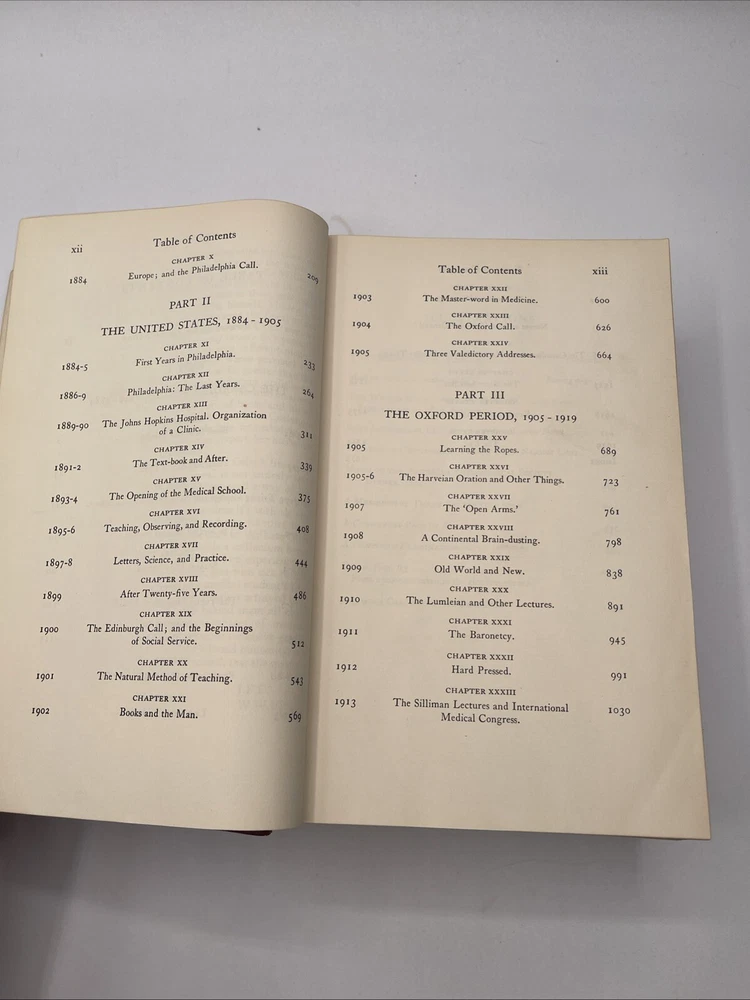 xii
Table of Contents
CHAPTER X
1884 Europe; and the Philadelphia Call. 209
PART II
THE UNITED STATES, 1884-1905
CHAPTER XI
1884-5 First Years in Philadelphia. 233
CHAPTER XII
1886-9 Philadelphia: The Last Years. 264
CHAPTER XIII
1889-90 The Johns Hopkins Hospital. Organization 311
of a Clinic.
CHAPTER XIV
1891-2 The Text-book and After. 339
CHAPTER XV
1893-4 The Opening of the Medical School. 375
CHAPTER XVI
1895-6 Teaching, Observing, and Recording. 408
CHAPTER XVII
1897-8 Letters, Science, and Practice. 444
CHAPTER XVIII
1899 After Twenty-five Years. 486
CHAPTER XIX
1900 The Edinburgh Call; and the Beginnings
of Social Service. 512
CHAPTER XX
1901 The Natural Method of Teaching. 543
CHAPTER XXI
1902 Books and the Man. 569
Table of Contents xiii
CHAPTER XXII
1903 The Master-word in Medicine. 600
CHAPTER XXIII
1904 The Oxford Call. 626
CHAPTER XXIV
1905 Three Valedictory Addresses. 664
PART III
THE OXFORD PERIOD, 1905-1919
CHAPTER XXV
1905 Learning the Ropes. 689
CHAPTER XXVI
1905-6 The Harveian Oration and Other Things. 723
CHAPTER XXVII
1907 The 'Open Arms.' 761
CHAPTER XXVIII
1908 A Continental Brain-dusting. 798
CHAPTER XXIX
1909 Old World and New. 838
CHAPTER XXX
1910 The Lumleian and Other Lectures. 891
CHAPTER XXXI
1911 The Baronetcy. 945
CHAPTER XXXII
1912 Hard Pressed. 991
CHAPTER XXXIII
1913 The Silliman Lectures and International 1030
Medical Congress.